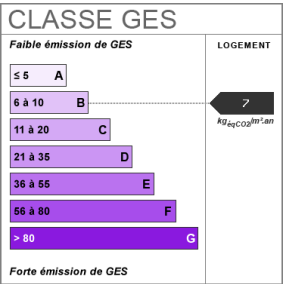 CLASSE GES
Faible émission de GES
LOGEMENT
≤ 5 A
6 à 10 B
7
kgéqCO2/m².an
11 à 20 C
21 à 35 D
36 à 55 E
56 à 80 F
> 80 G
Forte émission de GES